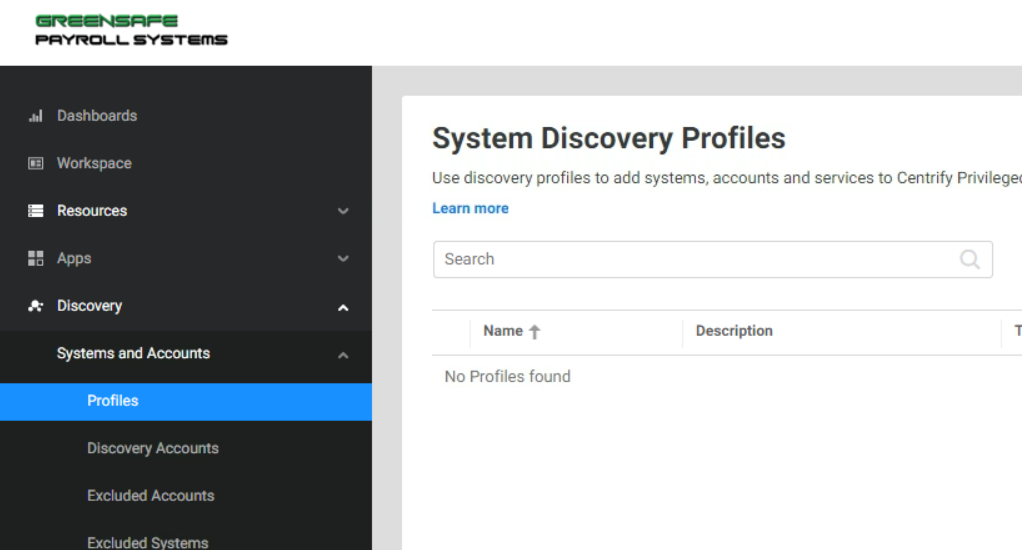 GREENSAFE
PAYROLL SYSTEMS
Dashboards
Workspace
Resources
Apps
Discovery
Systems and Accounts
Profiles
Discovery Accounts
Excluded Accounts
Excluded Systems
System Discovery Profiles
Use discovery profiles to add systems, accounts and services to Centrify Privileged
Learn more
Search
Name Description T
No Profiles found